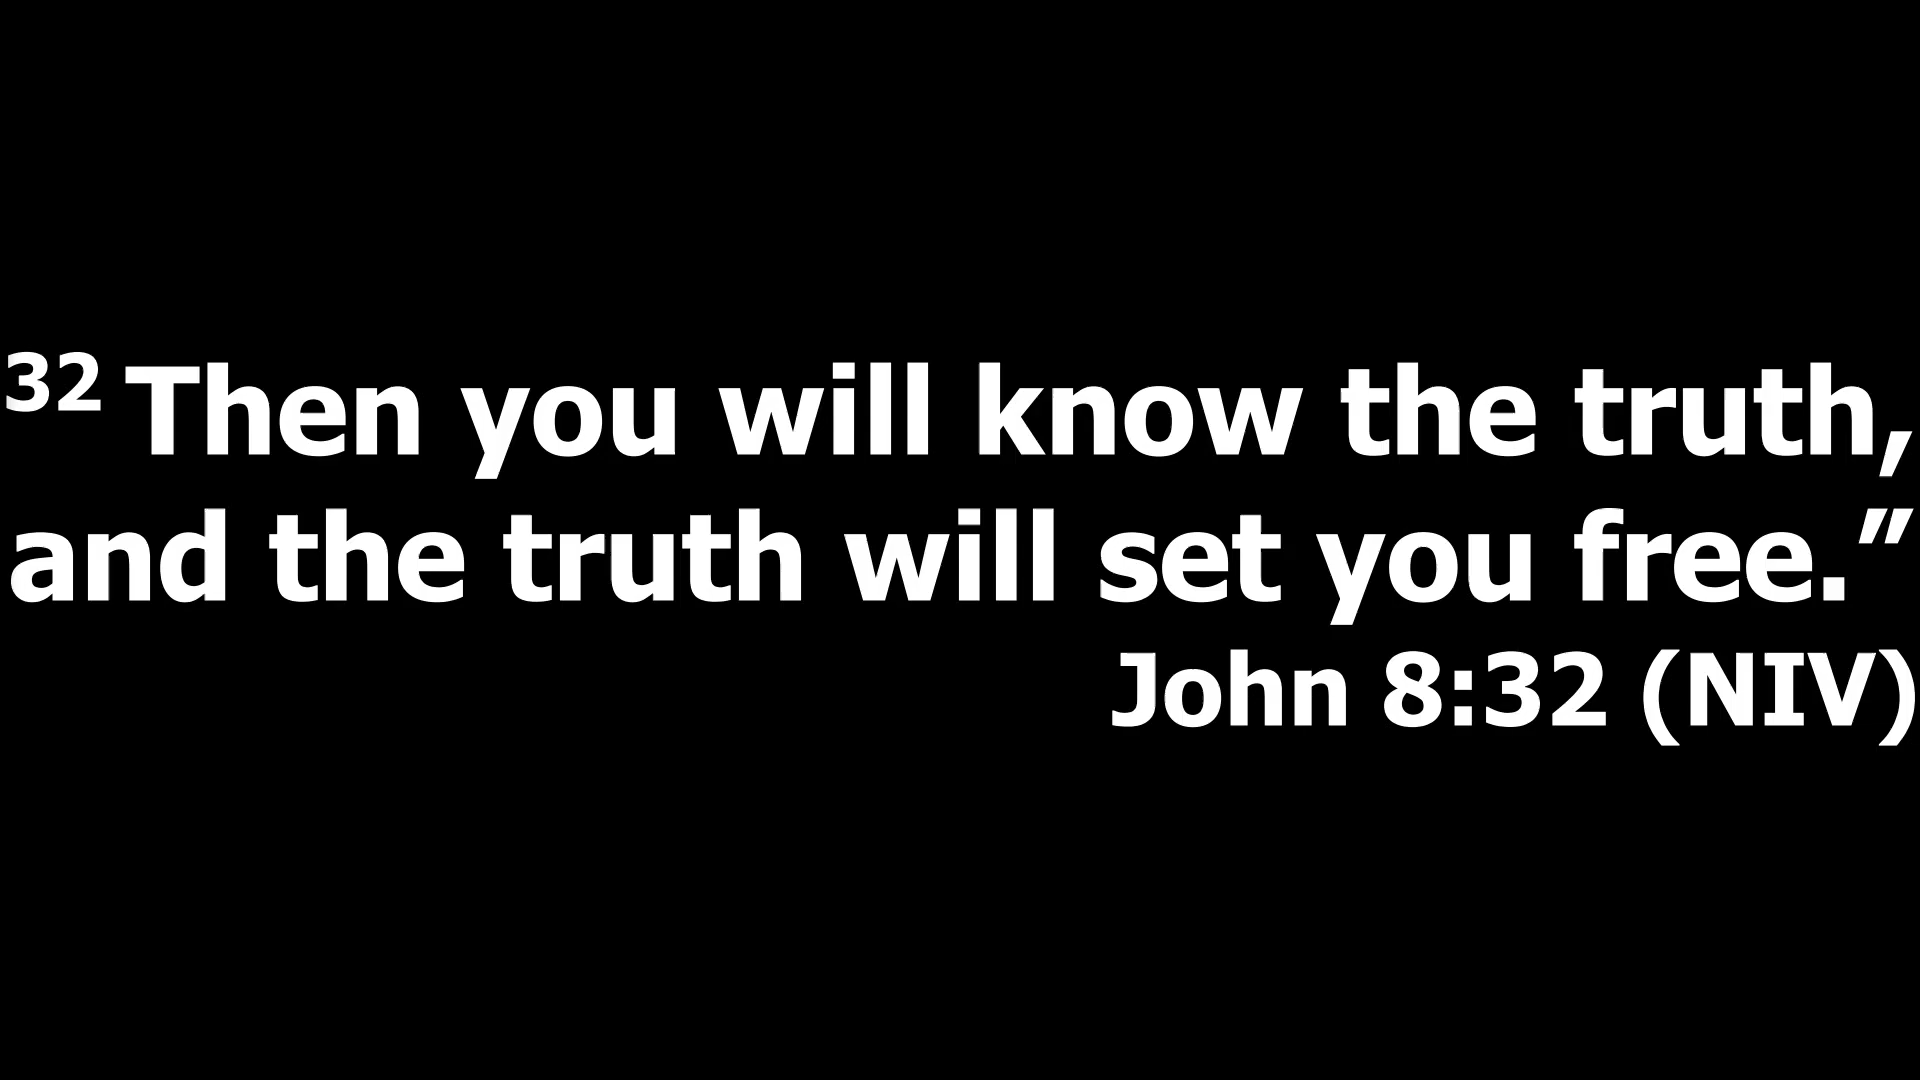 32 Then you will know the truth,
and the truth will set you free.”
John 8:32 (NIV)